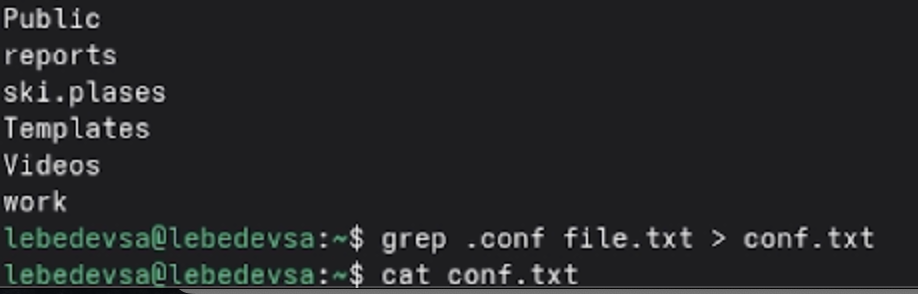 Public
reports
ski.plases
Templates
Videos
work
lebedevsa@lebedevsa:~$ grep .conf file.txt > conf.txt
lebedevsa@lebedevsa:~$ cat conf.txt